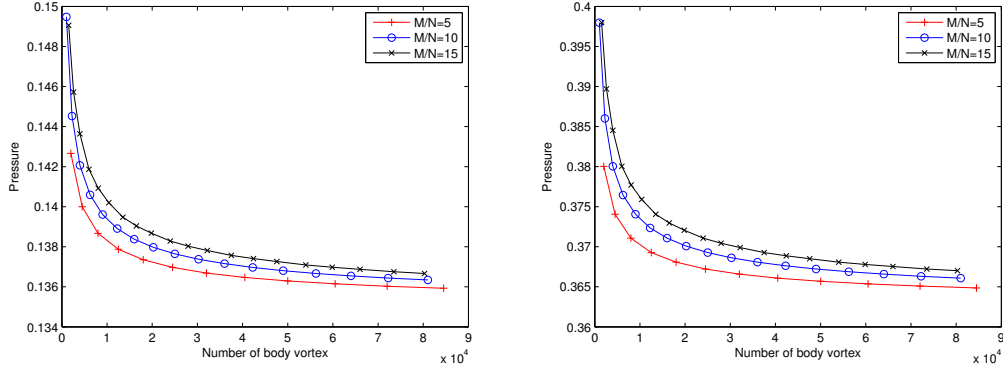 0.15
0.148
0.146
0.144
0.142
0.14
0.138
0.136
0.134
Pressure
0 1 2 3 4 5 6 7 8 9
x 10^4
Number of body vortex
M/N=5
M/N=10
M/N=15
0.4
0.395
0.39
0.385
0.38
0.375
0.37
0.365
0.36
Pressure
0 1 2 3 4 5 6 7 8 9
x 10^4
Number of body vortex
M/N=5
M/N=10
M/N=15